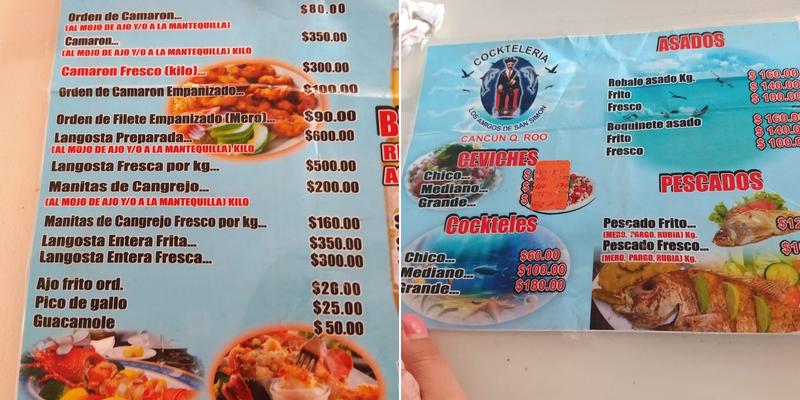 Orden de Camaron... $80.00
(AL MOJO DE AJO Y/O A LA MANTEQUILLA)
Camaron... $350.00
(AL MOJO DE AJO Y/O A LA MANTEQUILLA) KILO
Camaron Fresco (kilo)... $300.00
Orden de Camaron Empanizado... $100.00
Orden de Filete Empanizado (Mero)... $90.00
Langosta Preparada... $600.00
(AL MOJO DE AJO Y/O A LA MANTEQUILLA) KILO
Langosta Fresca por kg... $500.00
Manitas de Cangrejo... $200.00
(AL MOJO DE AJO Y/O A LA MANTEQUILLA) KILO
Manitas de Cangrejo Fresco por kg... $160.00
Langosta Entera Frita... $350.00
Langosta Entera Fresca... $300.00
Ajo frito ord. $20.00
Pico de gallo $25.00
Guacamole $50.00
COCKTELERIA
LOS AMIGOS DE SAN SIMON
CANCUN Q. ROO
CEVICHES
Chico...
Mediano...
Grande...
Cockteles
Chico... $60.00
Mediano... $100.00
Grande... $180.00
ASADOS
Robalo asado Kg. $160.00
Frito $140.00
Fresco $100.00
Boquinete asado $160.00
Frito $140.
Fresco $100.
PESCADOS
Pescado Frito... $12
(MERO, PARGO, RUBIA) Kg.
Pescado Fresco... $1
(MERO, PARGO, RUBIA) Kg.